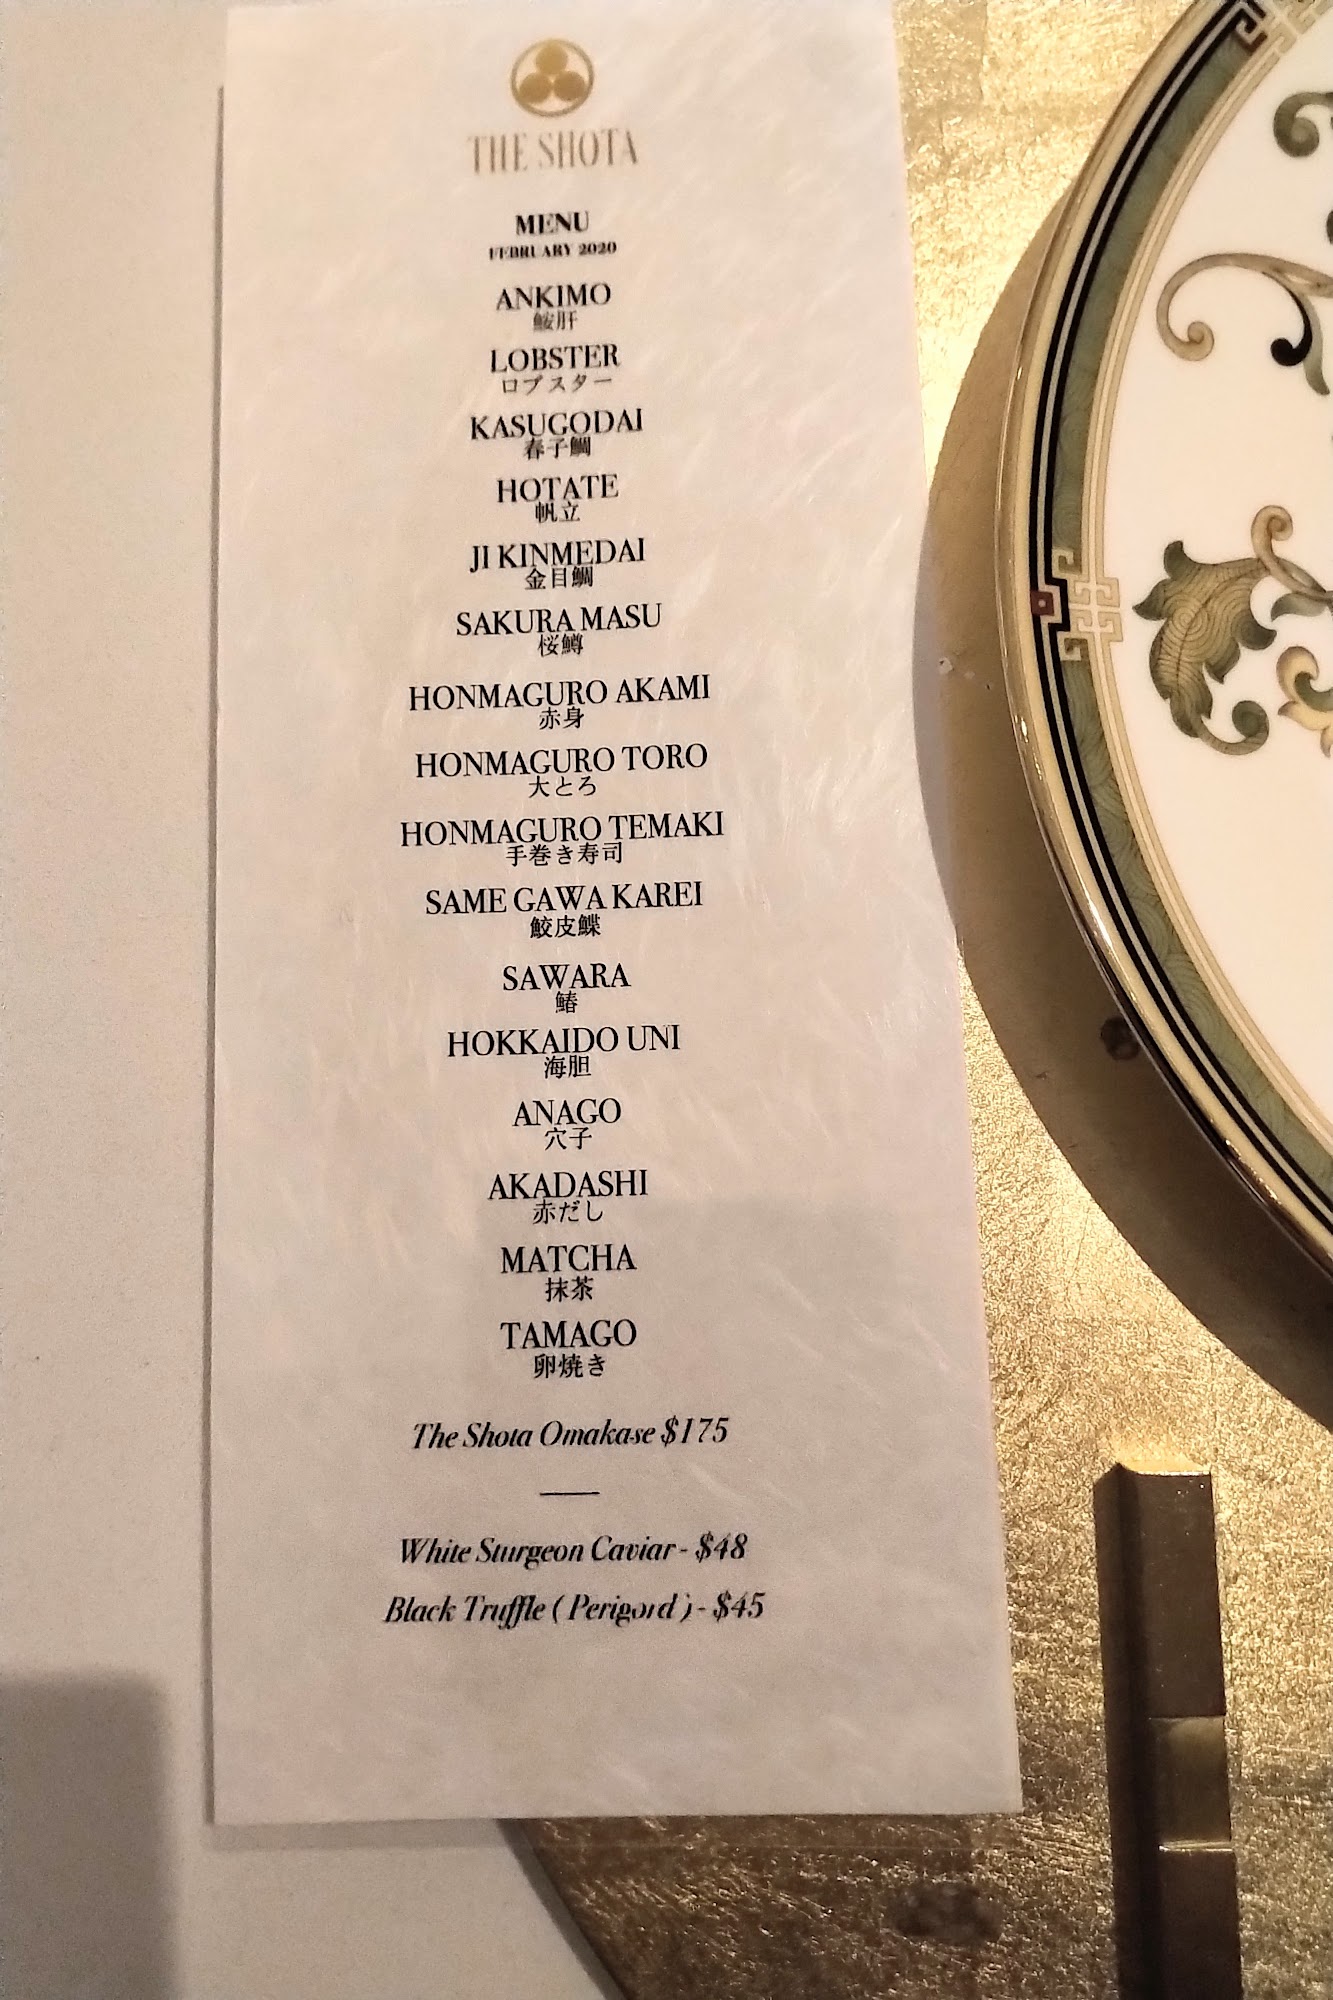 THE SHOTA
MENU
FEBRUARY 2020
ANKIMO
鮟肝
LOBSTER
ロブスター
KASUGODAI
春子鯛
HOTATE
帆立
JI KINMEDAI
金目鯛
SAKURA MASU
桜鱒
HONMAGURO AKAMI
赤身
HONMAGURO TORO
大とろ
HONMAGURO TEMAKI
手巻き寿司
SAME GAWA KAREI
鮫皮鰈
SAWARA
鰆
HOKKAIDO UNI
海胆
ANAGO
穴子
AKADASHI
赤だし
MATCHA
抹茶
TAMAGO
卵焼き
The Shota Omakase $175
White Sturgeon Caviar - $48
Black Truffle ( Perigord ) - $45